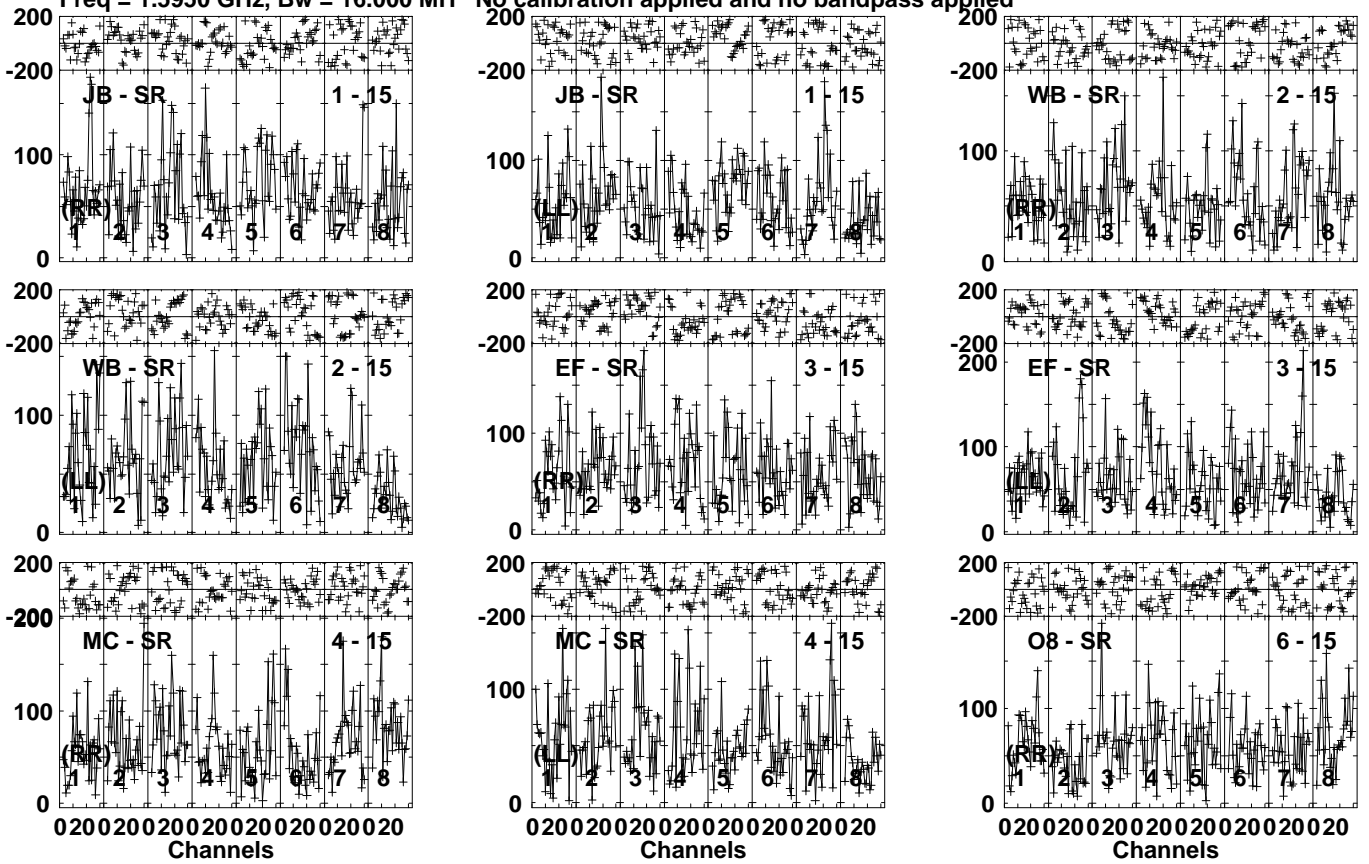 Freq = 1.5950 GHz, Bw = 16.000 MH No calibration applied and no bandpass applied
200 200 200
-200 -200 -200
JB - SR 1 - 15 JB - SR 1 - 15 WB - SR 2 - 15
100 100 100
(RR) (LL) (RR)
1 2 3 4 5 6 7 8 1 2 3 4 5 6 7 8 1 2 3 4 5 6 7 8
0 0 0
200 200 200
-200 -200 -200
WB - SR 2 - 15 EF - SR 3 - 15 EF - SR 3 - 15
200
100 100 100
(LL) (RR) (LL)
1 2 3 4 5 6 7 8 1 2 3 4 5 6 7 8 1 2 3 4 5 6 7 8
0 0 0
200 200 200
-200 -200 -200
200
MC - SR 4 - 15 MC - SR 4 - 15 O8 - SR 6 - 15
100 100 100
(RR) (LL) (RR)
1 2 3 4 5 6 7 8 1 2 3 4 5 6 7 8 1 2 3 4 5 6 7 8
0 0 0
0 20 0 20 0 20 0 20 0 20 0 20 0 20 0 20 0 20 0 20 0 20 0 20 0 20 0 20 0 20 0 20 0 20 0 20 0 20 0 20 0 20 0 20 0 20 0 20
Channels Channels Channels